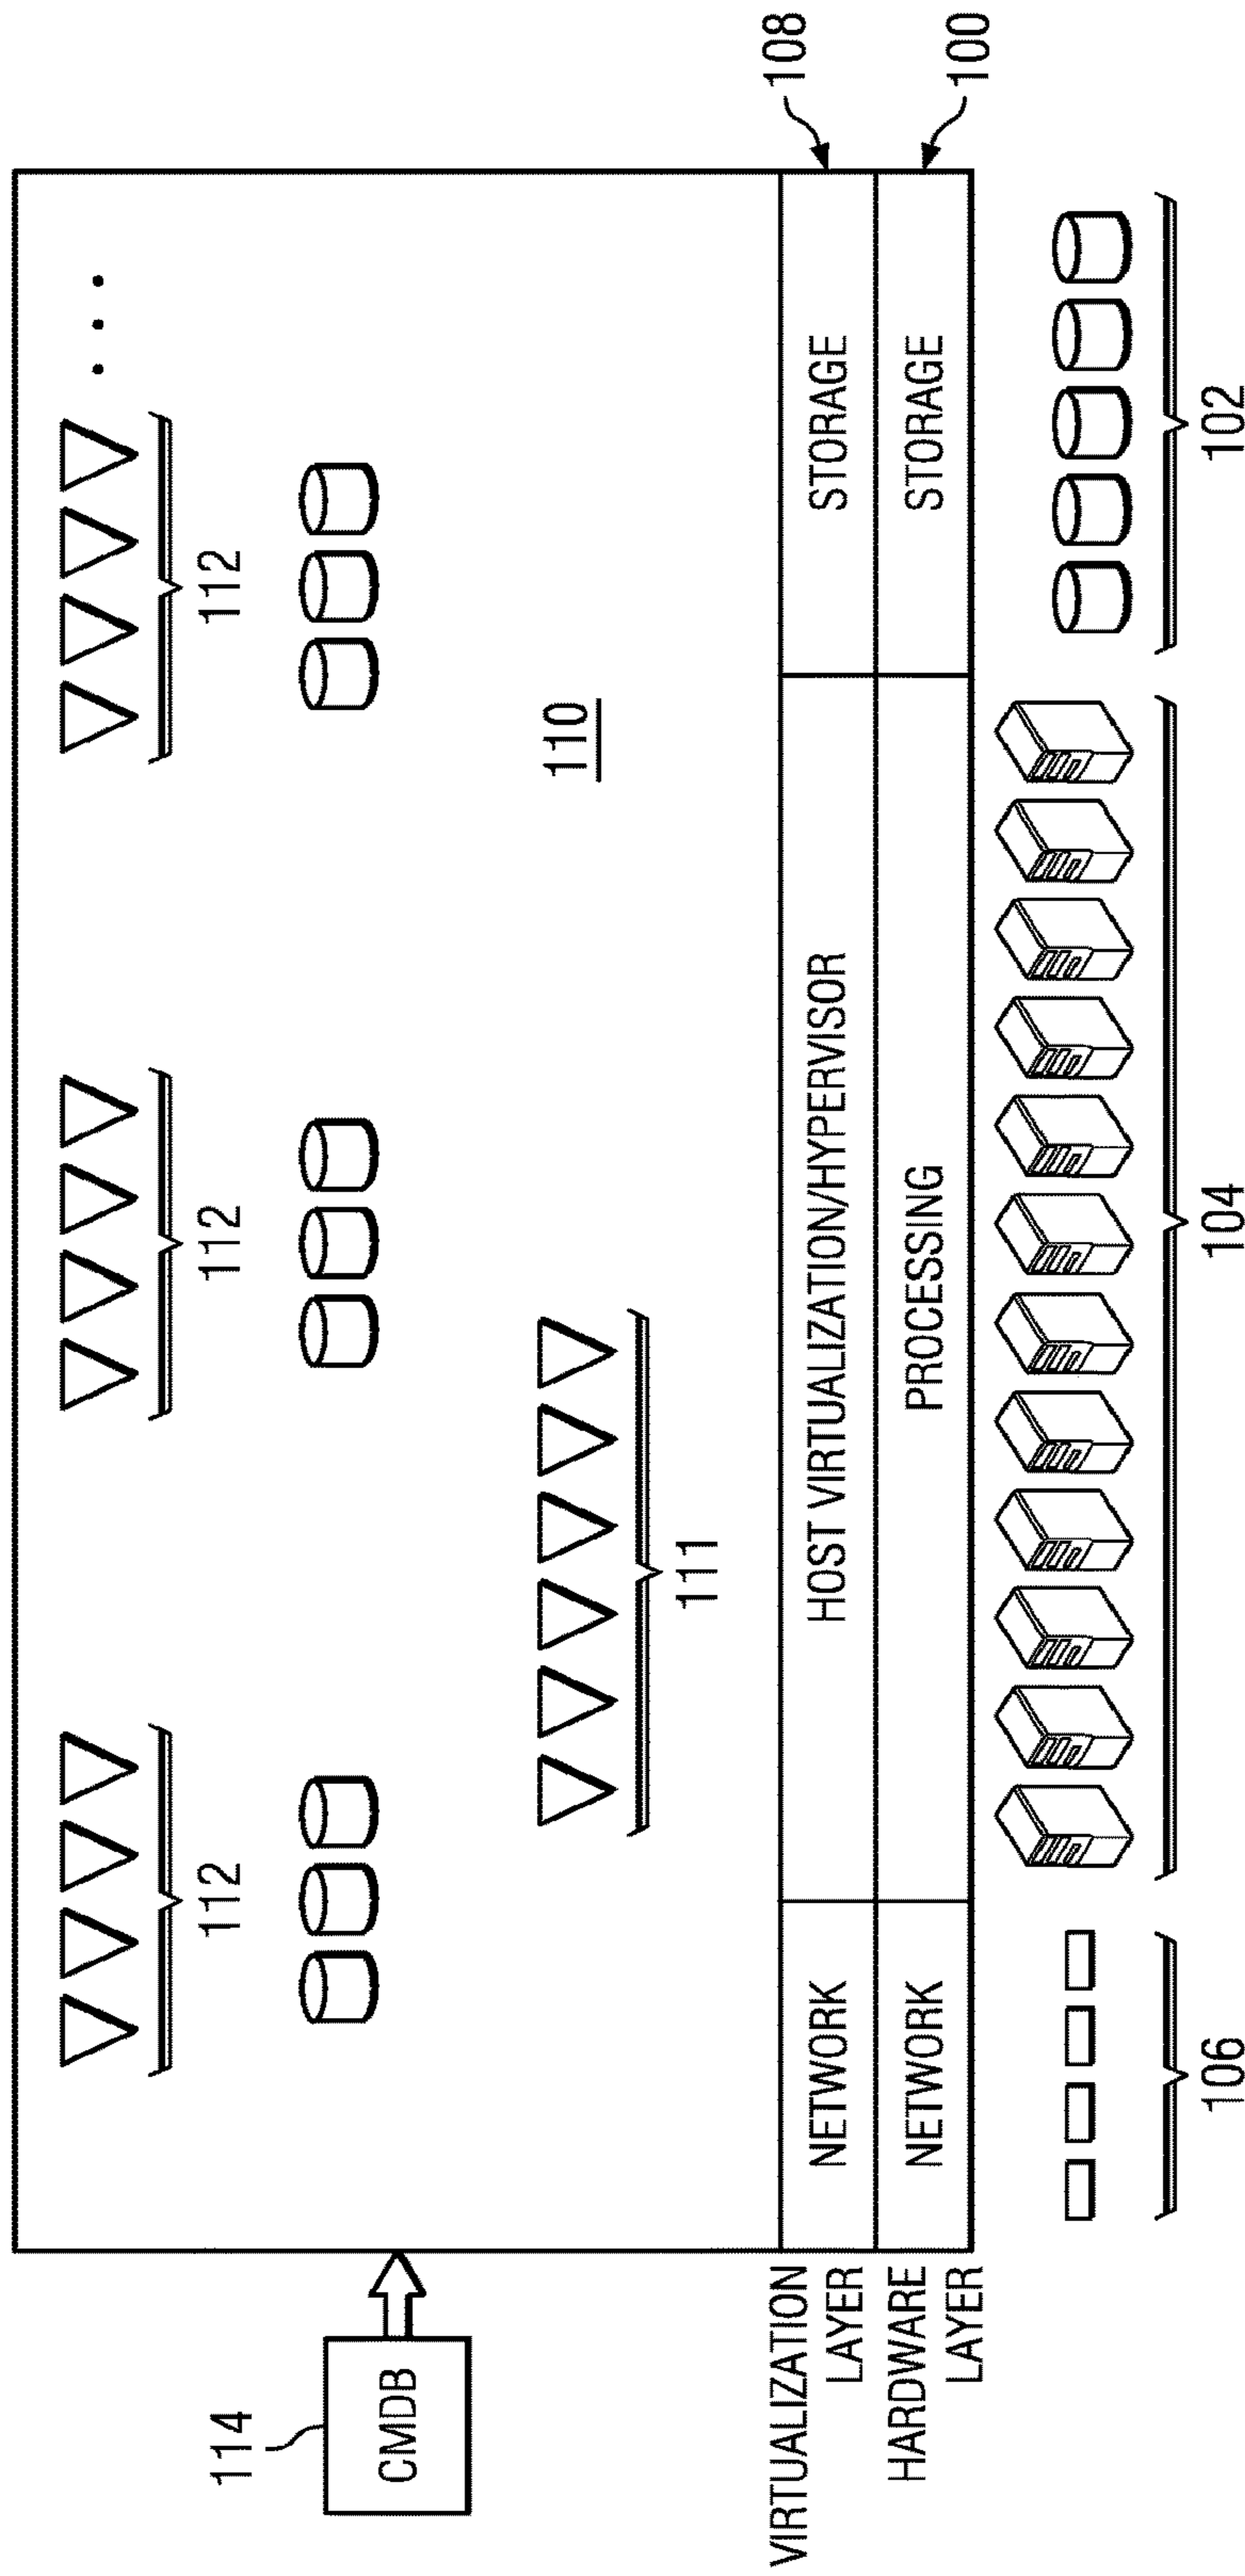 . . .
112
112
112
110
111
114
CMDB
108
100
VIRTUALIZATION
LAYER
NETWORK
HOST VIRTUALIZATION/HYPERVISOR
STORAGE
HARDWARE
LAYER
NETWORK
PROCESSING
STORAGE
106
104
102